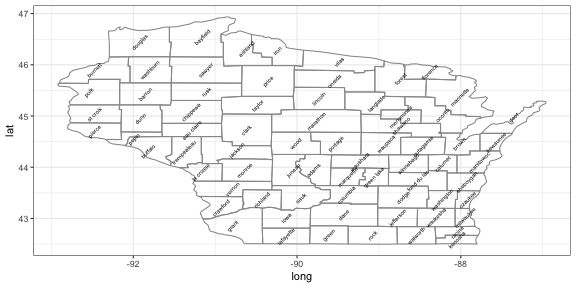 47
46
45
44
43
lat
douglas
bayfield
ashland
iron
vilas
burnett
washburn
sawyer
price
oneida
forest
florence
polk
barron
rusk
lincoln
langlade
marinette
st croix
dunn
chippewa
taylor
marathon
menominee
oconto
door
pierce
pepin
eau claire
clark
shawano
buffalo
trempealeau
jackson
wood
portage
waupaca
outagamie
brown
kewaunee
la crosse
monroe
juneau
adams
waushara
marquette
green lake
winnebago
calumet
manitowoc
vernon
crawford
richland
sauk
columbia
dodge
fond du lac
sheboygan
washington
ozaukee
grant
iowa
dane
jefferson
waukesha
milwaukee
lafayette
green
rock
walworth
racine
kenosha
-92
-90
-88
long